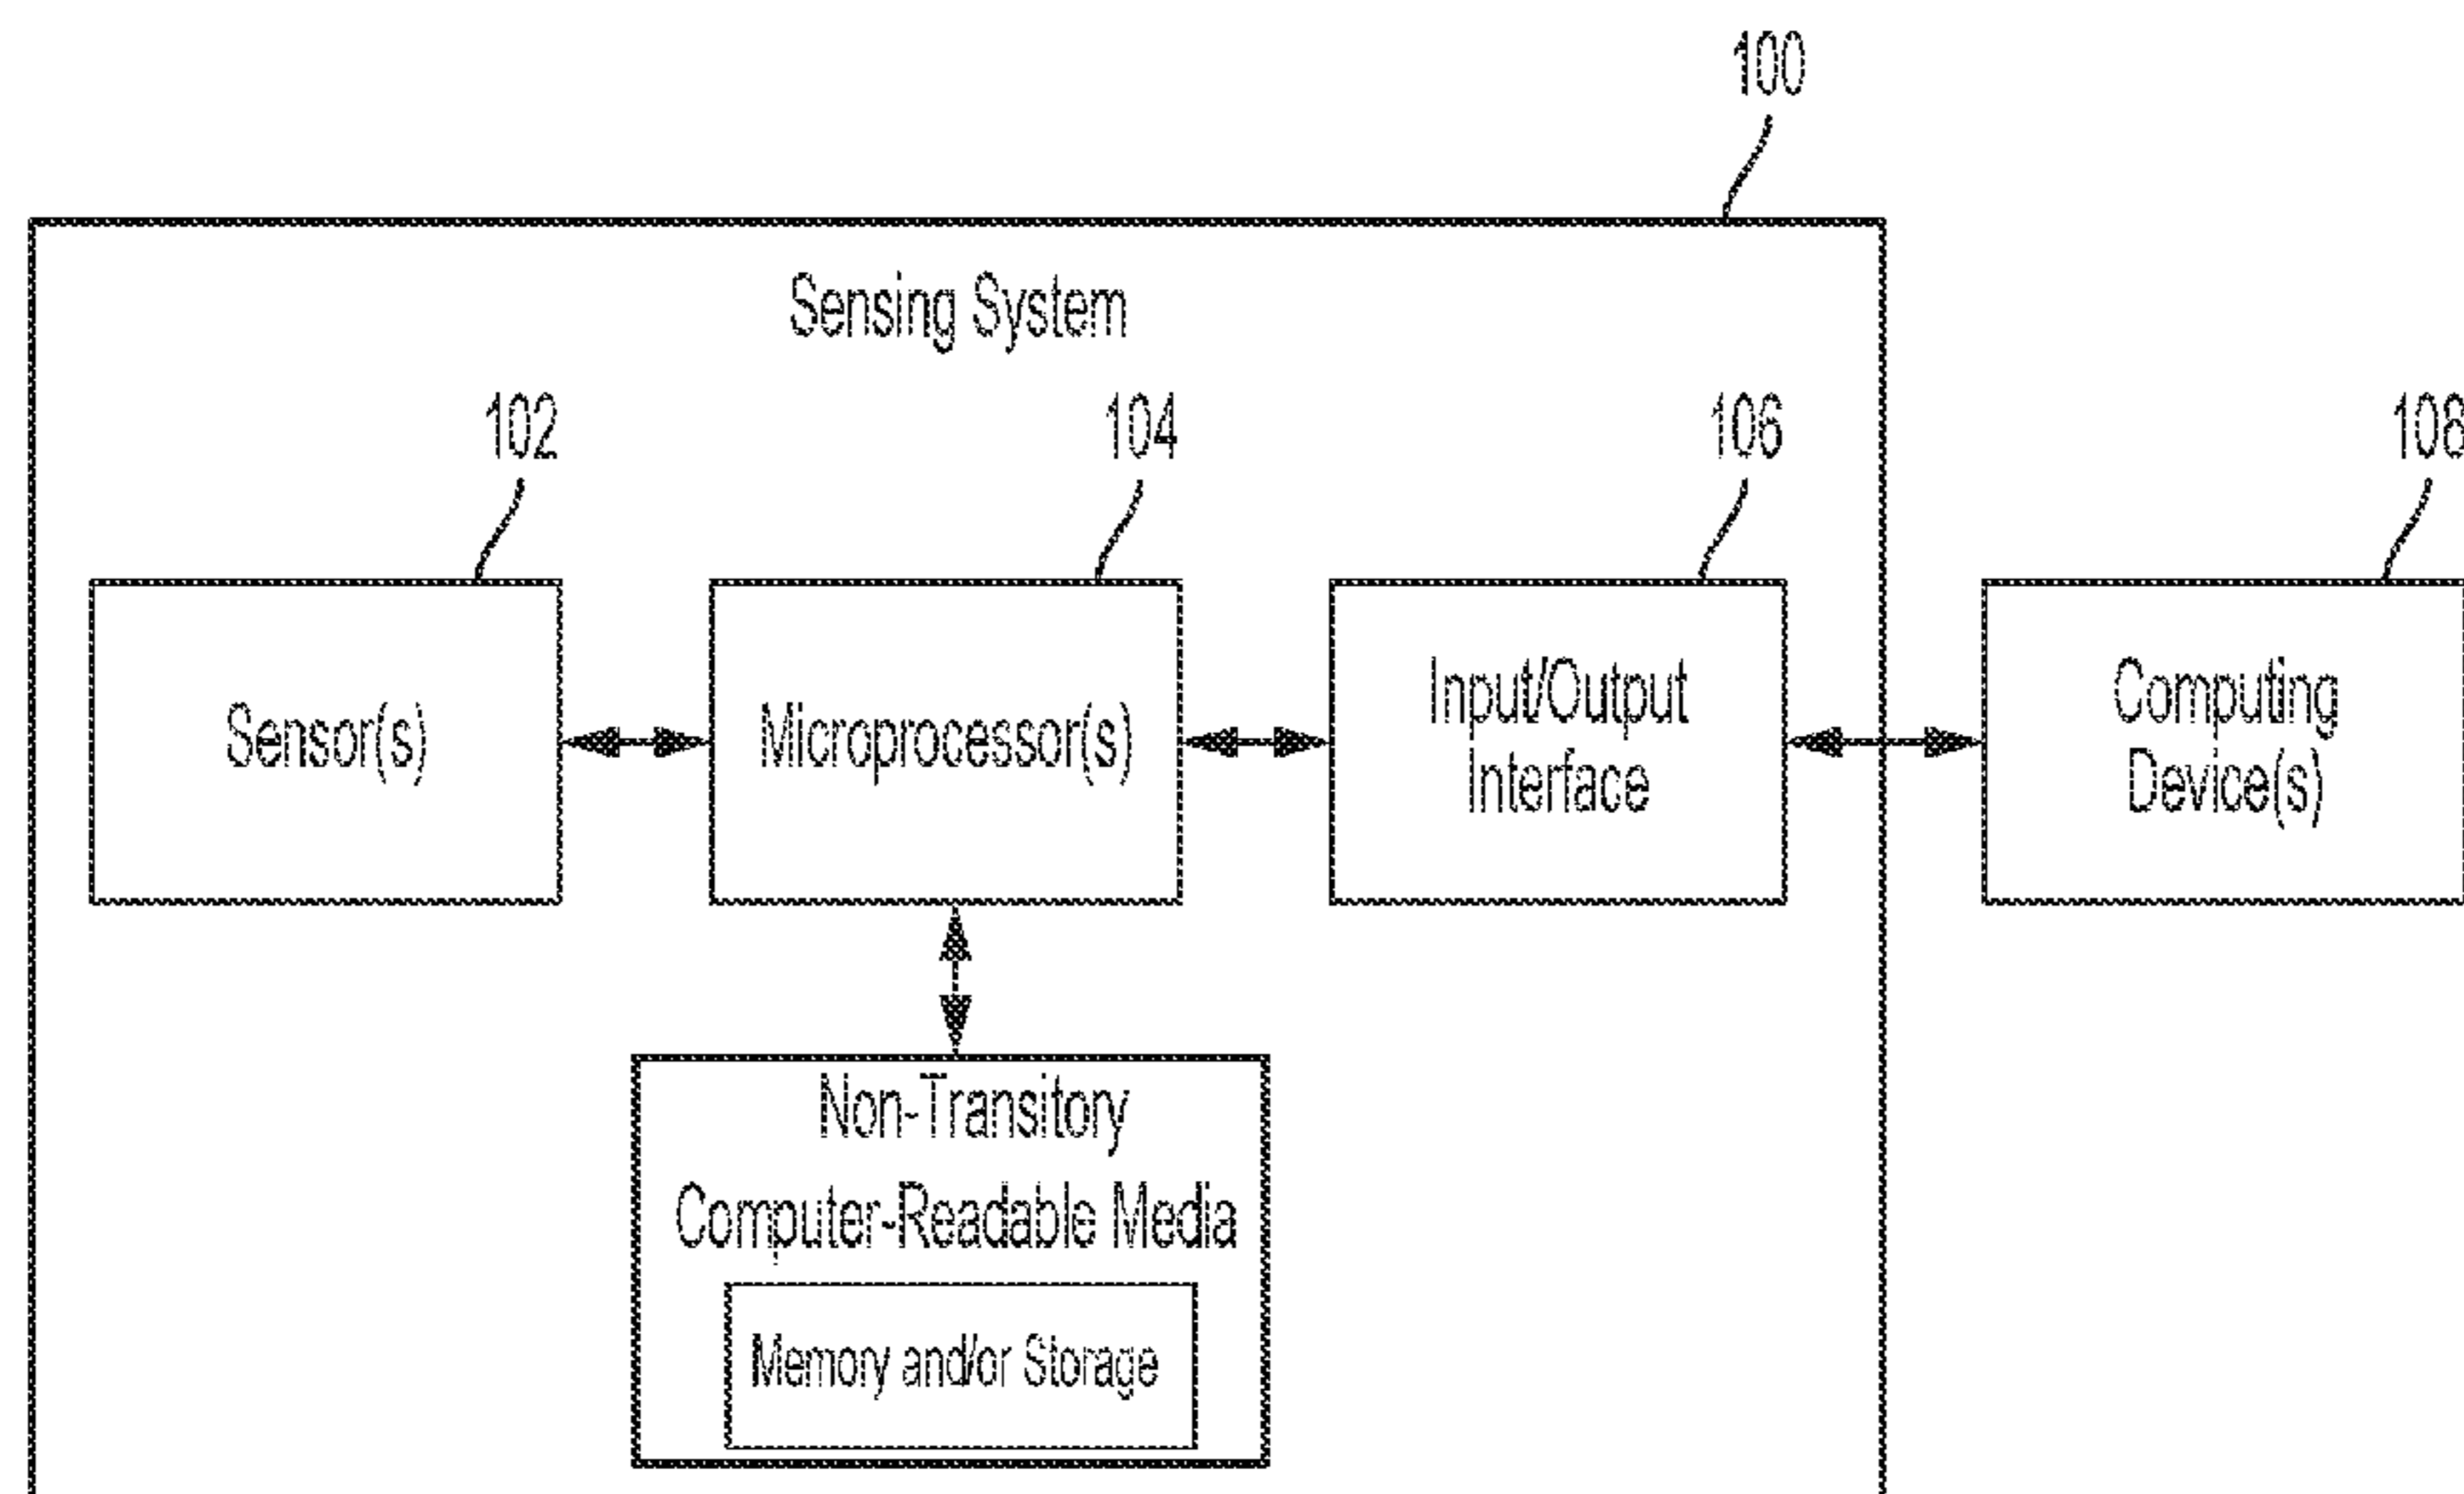 100
Sensing System
102
104
106
108
Sensor(s)
Microprocessor(s)
Input/Output
Interface
Computing
Device(s)
Non-Transitory
Computer-Readable Media
Memory and/or Storage